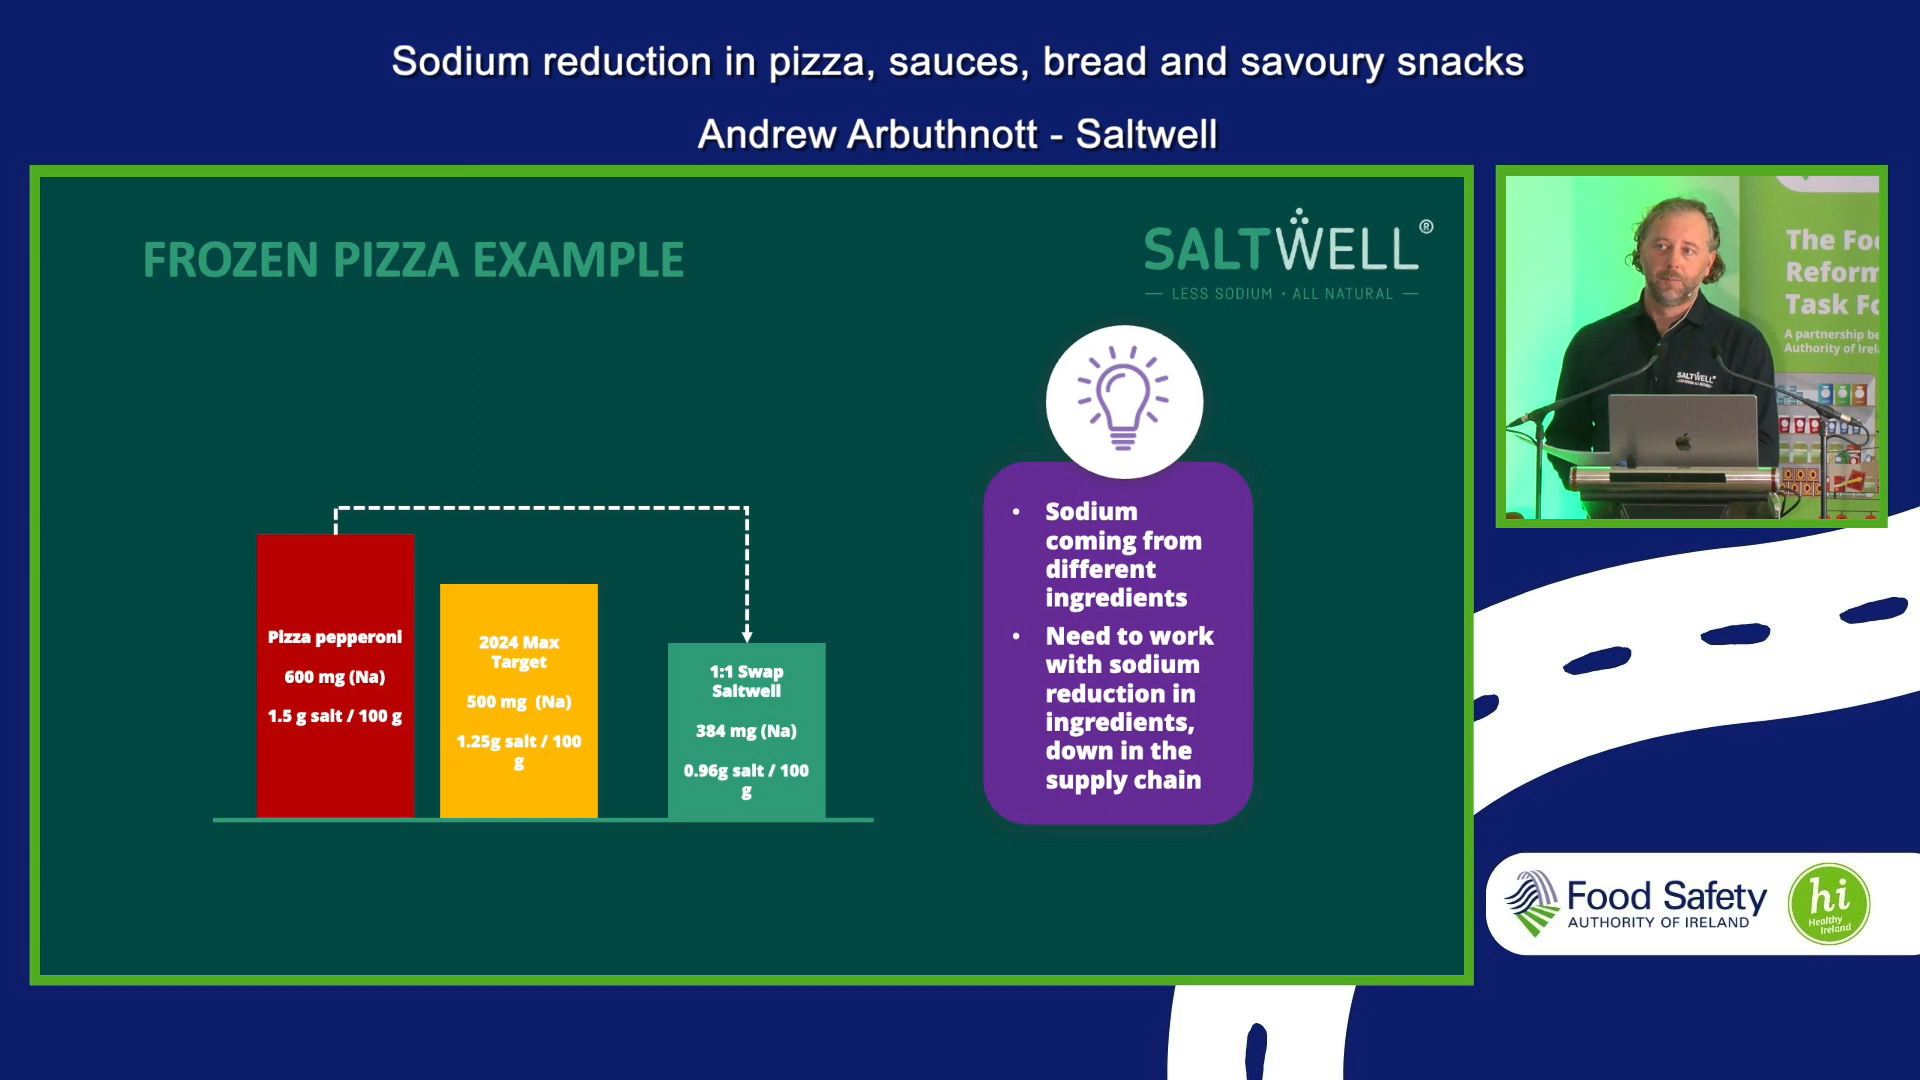 Sodium reduction in pizza, sauces, bread and savoury snacks
Andrew Arbuthnott - Saltwell
FROZEN PIZZA EXAMPLE
SALTWELL®
— LESS SODIUM • ALL NATURAL —
Pizza pepperoni
600 mg (Na)
1.5 g salt / 100 g
2024 Max
Target
500 mg (Na)
1.25g salt / 100
g
1:1 Swap
Saltwell
384 mg (Na)
0.96g salt / 100
g
• Sodium
coming from
different
ingredients
• Need to work
with sodium
reduction in
ingredients,
down in the
supply chain
The Foo
Reform
Task Fo
A partnership be
Authority of Irel
SALTWELL®
Food Safety
AUTHORITY OF IRELAND
hi
Healthy
Ireland